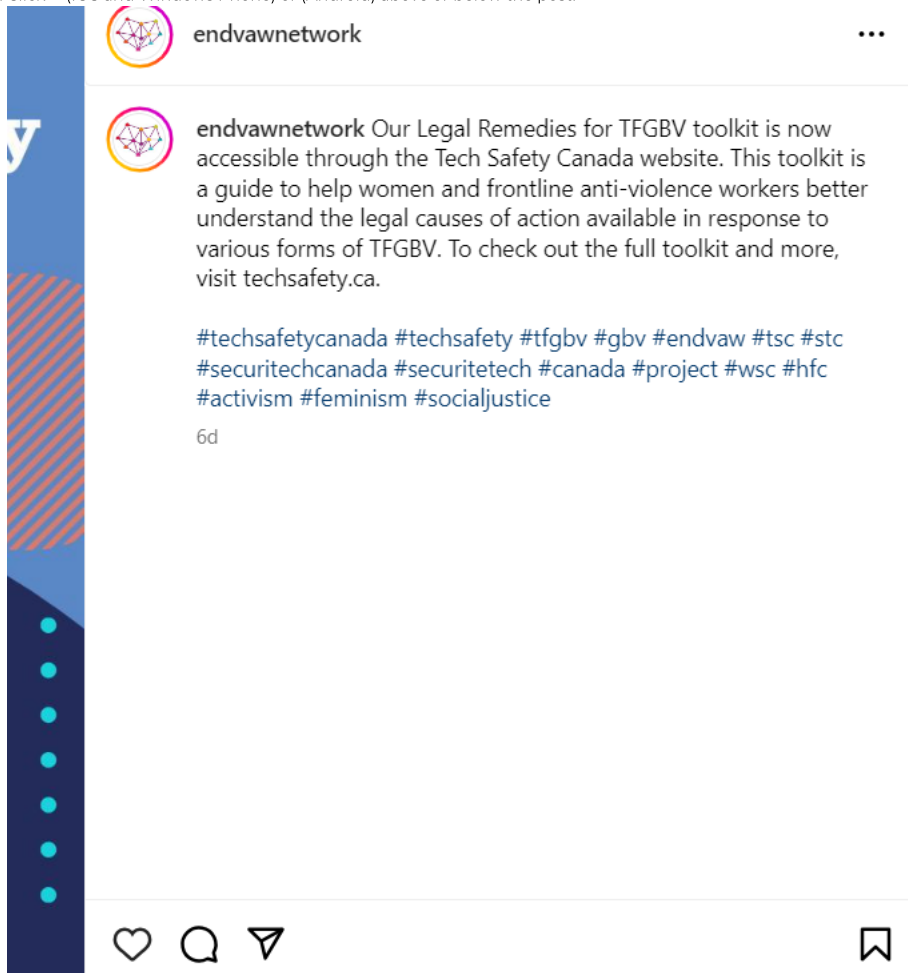 endvawnetwork
y
endvawnetwork Our Legal Remedies for TFGBV toolkit is now
accessible through the Tech Safety Canada website. This toolkit is
a guide to help women and frontline anti-violence workers better
understand the legal causes of action available in response to
various forms of TFGBV. To check out the full toolkit and more,
visit techsafety.ca.
#techsafetycanada #techsafety #tfgbv #gbv #endvaw #tsc #stc
#securitechcanada #securitetech #canada #project #wsc #hfc
#activism #feminism #socialjustice
6d